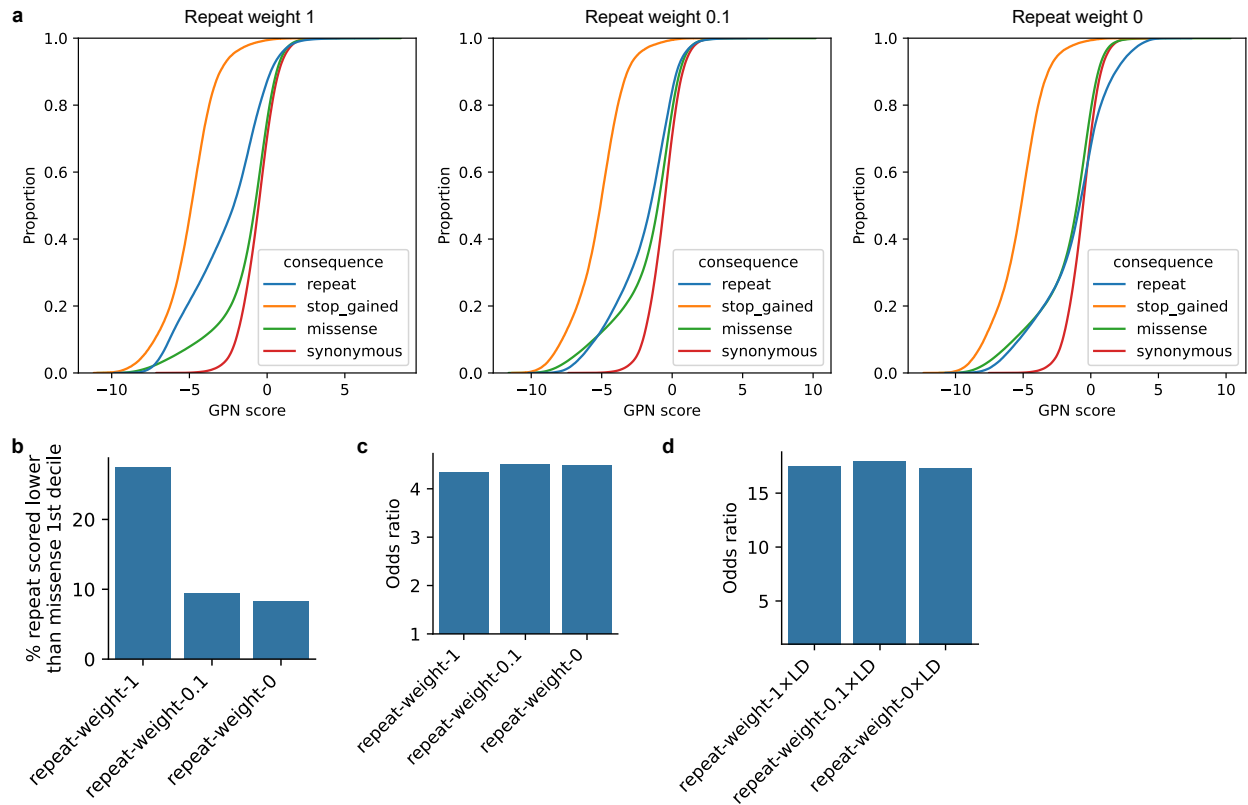 a
Repeat weight 1
Repeat weight 0.1
Repeat weight 0
Proportion
1.0
0.8
0.6
0.4
0.2
0.0
consequence
repeat
stop_gained
missense
synonymous
−10
−5
0
5
GPN score
Proportion
1.0
0.8
0.6
0.4
0.2
0.0
consequence
repeat
stop_gained
missense
synonymous
−10
−5
0
5
10
GPN score
Proportion
1.0
0.8
0.6
0.4
0.2
0.0
consequence
repeat
stop_gained
missense
synonymous
−10
−5
0
5
10
GPN score
b
% repeat scored lower
than missense 1st decile
20
10
0
repeat-weight-1
repeat-weight-0.1
repeat-weight-0
c
Odds ratio
4
3
2
1
repeat-weight-1
repeat-weight-0.1
repeat-weight-0
d
Odds ratio
15
10
5
repeat-weight-1×LD
repeat-weight-0.1×LD
repeat-weight-0×LD